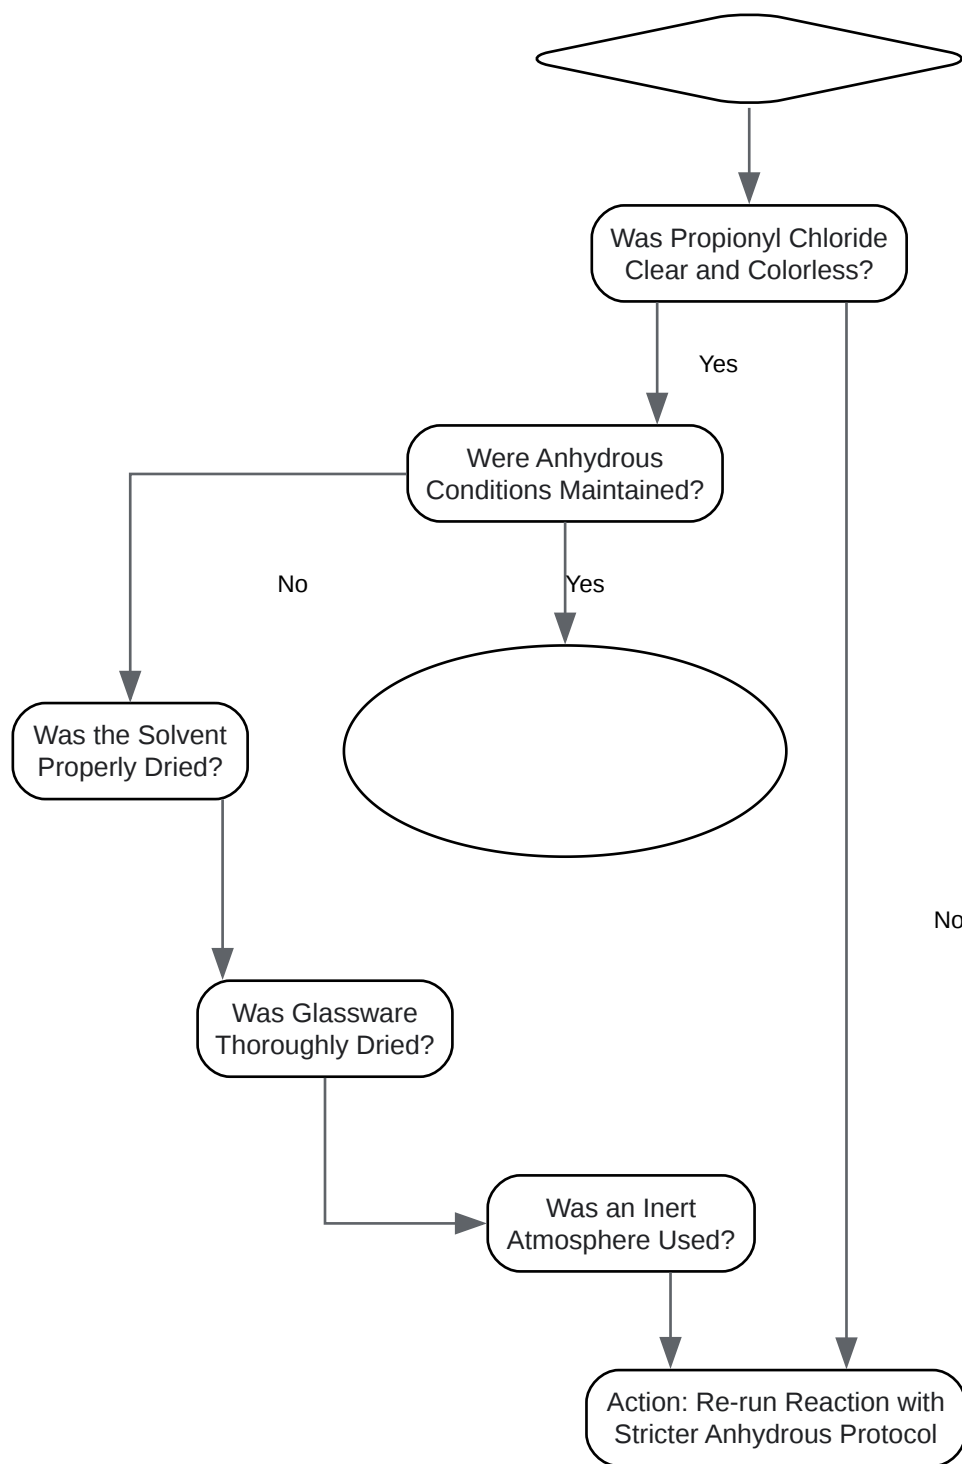 Was Propionyl Chloride
Clear and Colorless?
Yes
Were Anhydrous
Conditions Maintained?
No
Yes
Was the Solvent
Properly Dried?
No
Was Glassware
Thoroughly Dried?
Was an Inert
Atmosphere Used?
Action: Re-run Reaction with
Stricter Anhydrous Protocol